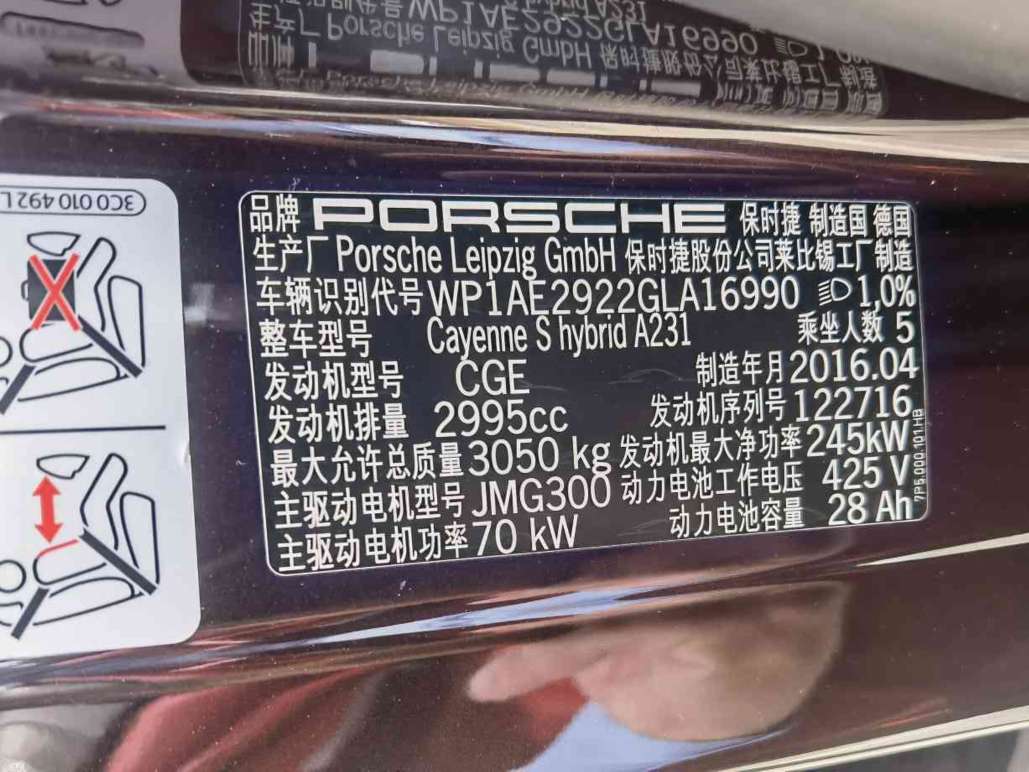 品牌 PORSCHE 保时捷 制造国 德国
生产厂 Porsche Leipzig GmbH 保时捷股份公司莱比锡工厂制造
车辆识别代号 WP1AE2922GLA16990 1,0%
整车型号 Cayenne S hybrid A231 乘坐人数 5
发动机型号 CGE 制造年月 2016.04
发动机排量 2995cc 发动机序列号 122716
最大允许总质量 3050 kg 发动机最大净功率 245kW
主驱动电机型号 JMG300 动力电池工作电压 425 V
主驱动电机功率 70 kW 动力电池容量 28 Ah
7P5.000.101.HB
3C0 010 492